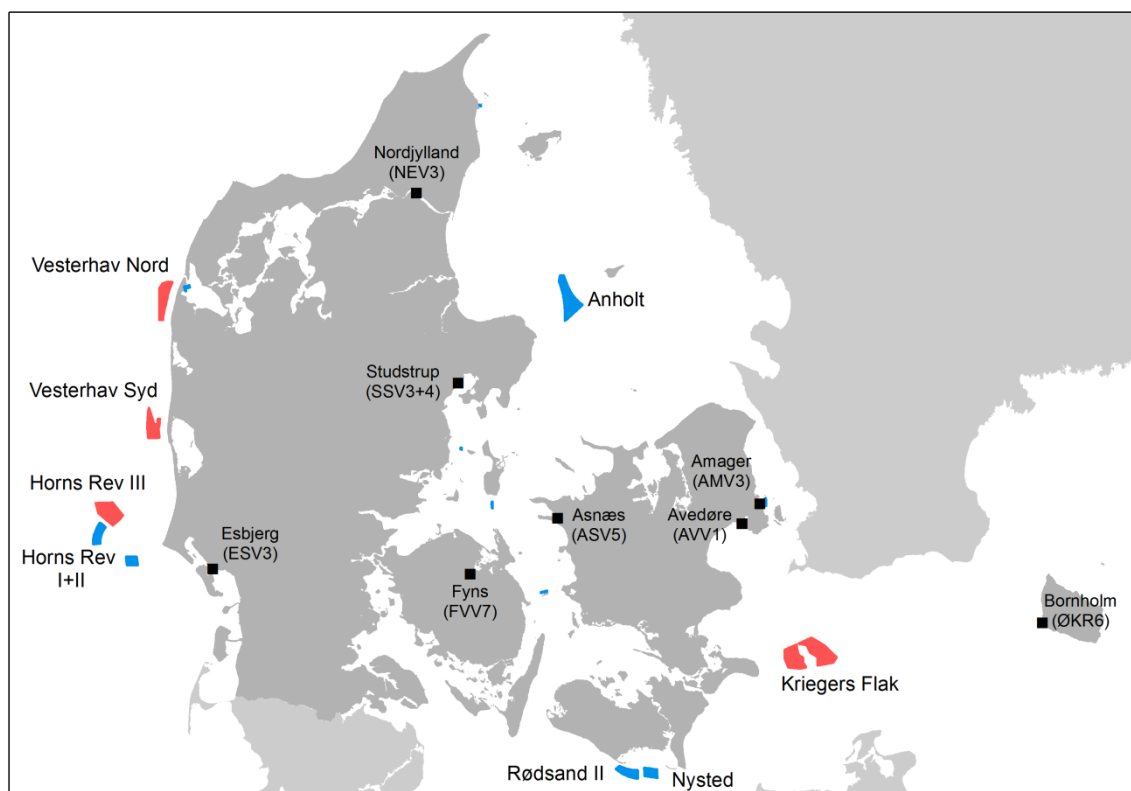 Nordjylland
(NEV3)
Vesterhav Nord
Anholt
Studstrup
(SSV3+4)
Vesterhav Syd
Amager
(AMV3)
Horns Rev III
Asnæs
(ASV5)
Avedøre
(AVV1)
Esbjerg
(ESV3)
Horns Rev
I+II
Fyns
(FVV7)
Bornholm
(ØKR6)
Kriegers Flak
Rødsand II
Nysted